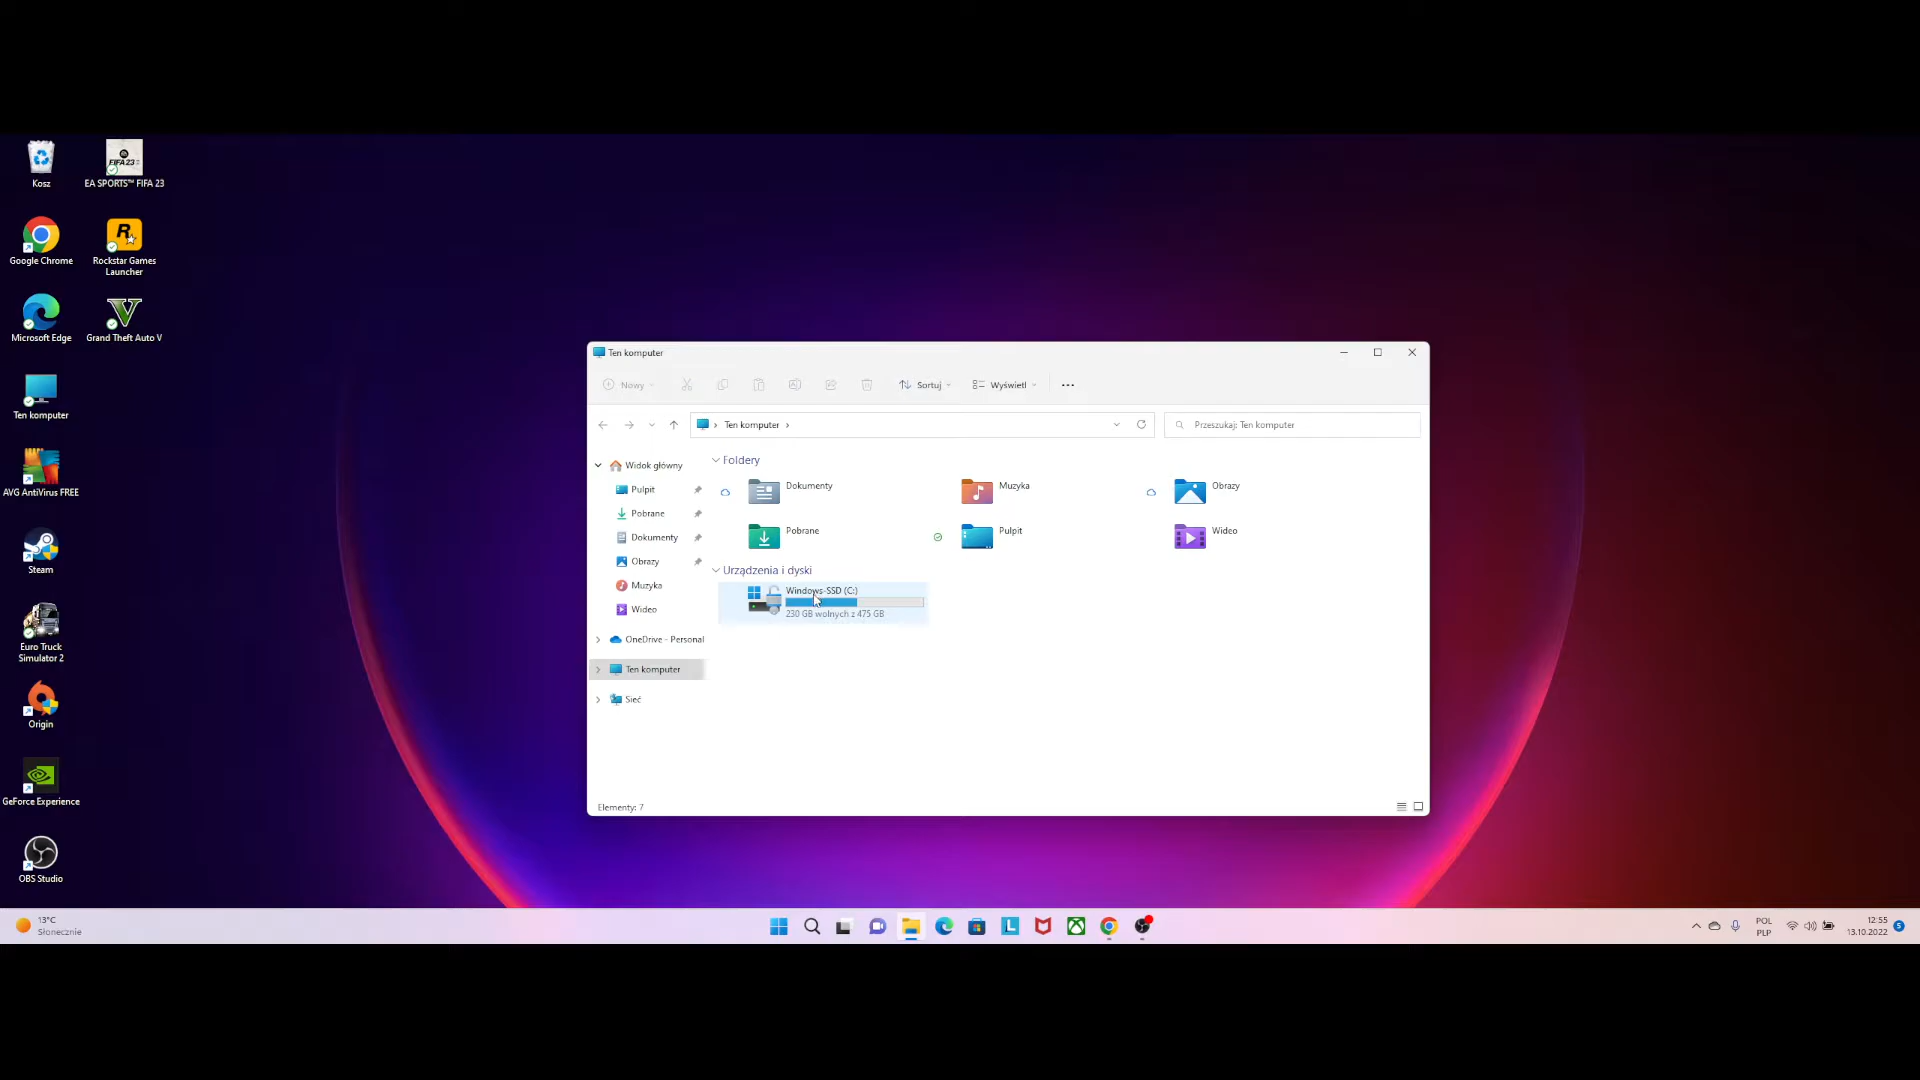 Kosz
EA SPORTS™ FIFA 23
Google Chrome
Rockstar Games
Launcher
Microsoft Edge
Grand Theft Auto V
Ten komputer
AVG AntiVirus FREE
Steam
Euro Truck
Simulator 2
Origin
GeForce Experience
OBS Studio
Ten komputer
Nowy
Sortuj
Wyświetl
Ten komputer
Przeszukaj: Ten komputer
Widok główny
Pulpit
Pobrane
Dokumenty
Obrazy
Muzyka
Wideo
OneDrive - Personal
Ten komputer
Sieć
Foldery
Dokumenty
Muzyka
Obrazy
Pobrane
Pulpit
Wideo
Urządzenia i dyski
Windows-SSD (C:)
230 GB wolnych z 475 GB
Elementy: 7
13°C
Słonecznie
POL
PLP
12:55
13.10.2022
5